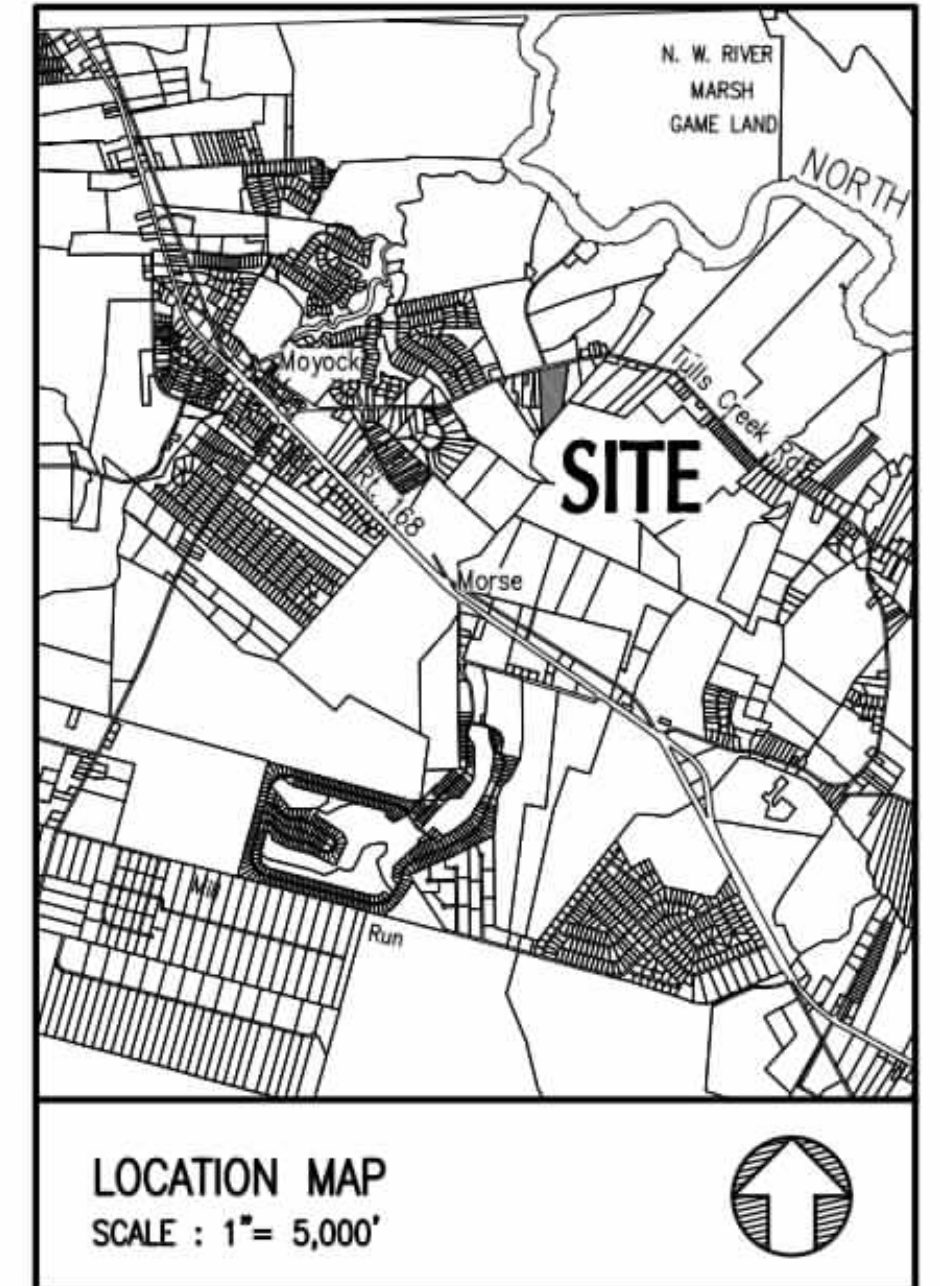 N. W. RIVER
MARSH
GAME LAND
NORTH
Moyock
Tulls Creek Rd.
SITE
Rt. 168
Morse
Mill
Run
LOCATION MAP
SCALE : 1"= 5,000'